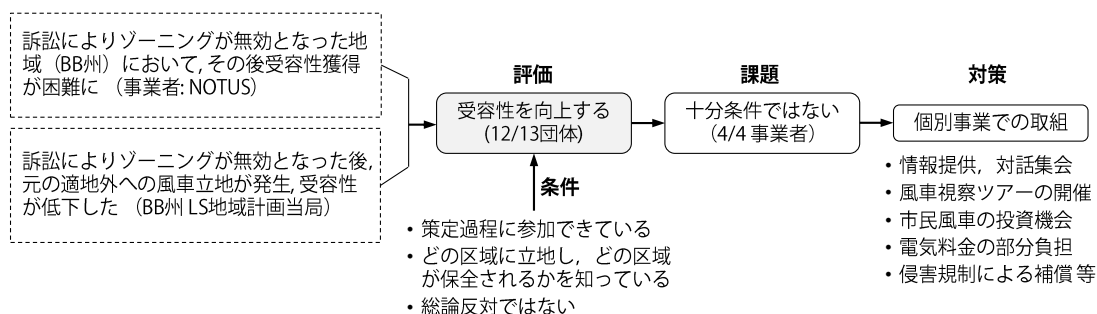 訴訟によりゾーニングが無効となった地
域（BB州）において, その後受容性獲得
が困難に （事業者: NOTUS）
訴訟によりゾーニングが無効となった後,
元の適地外への風車立地が発生, 受容性
が低下した （BB州 LS地域計画当局）
評価
受容性を向上する
(12/13団体)
条件
・策定過程に参加できている
・どの区域に立地し，どの区域
が保全されるかを知っている
・総論反対ではない
課題
十分条件ではない
（4/4 事業者）
対策
個別事業での取組
・情報提供，対話集会
・風車視察ツアーの開催
・市民風車の投資機会
・電気料金の部分負担
・侵害規制による補償 等